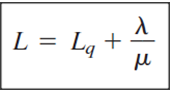 L = L_q + λ/μ